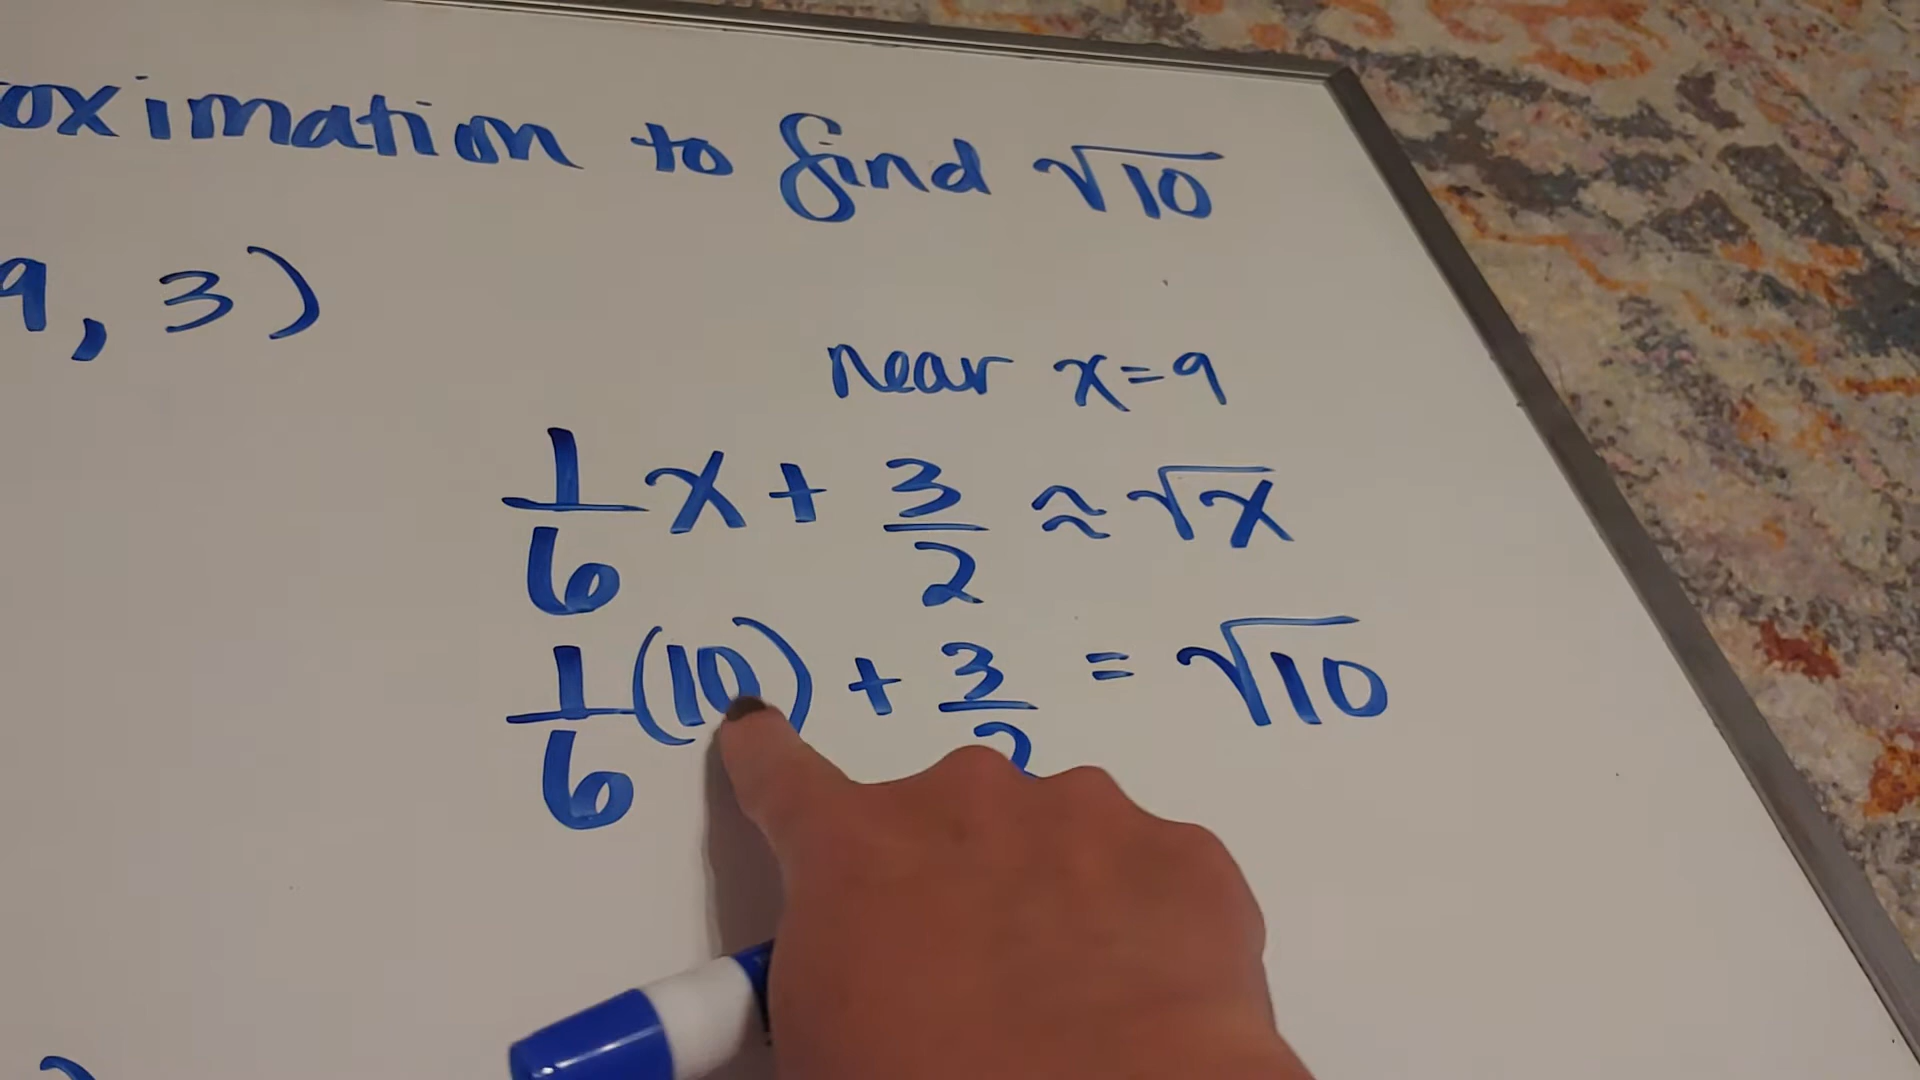 oximation to find √10
9, 3)
near x=9
1/6 x + 3/2 ≈ √x
1/6 (10) + 3/2 = √10